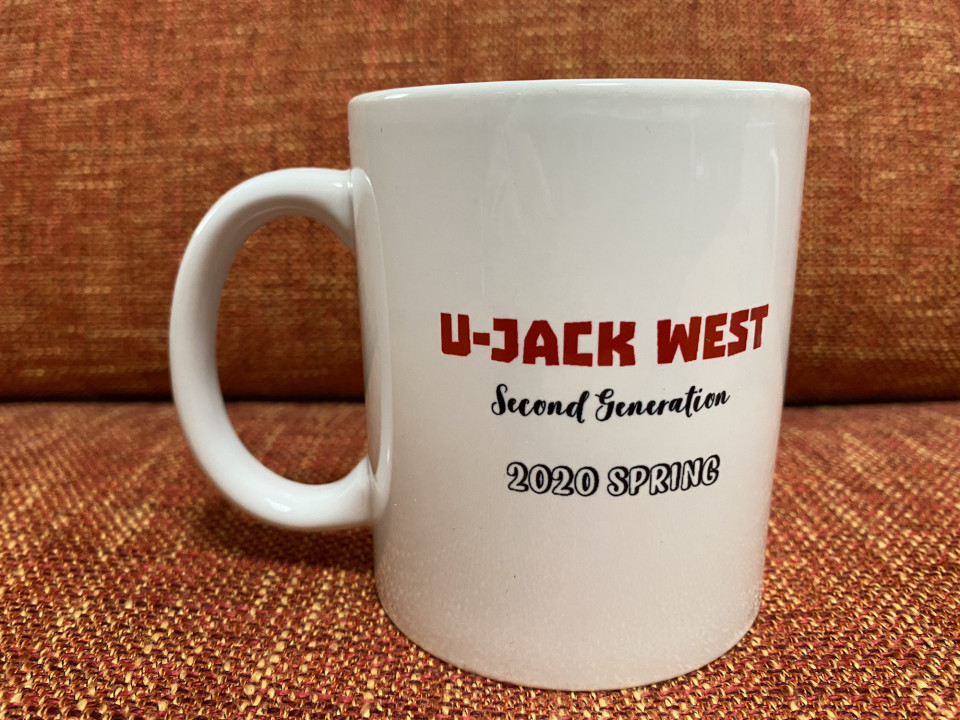 U-JACK WEST
Second Generation
2020 SPRING